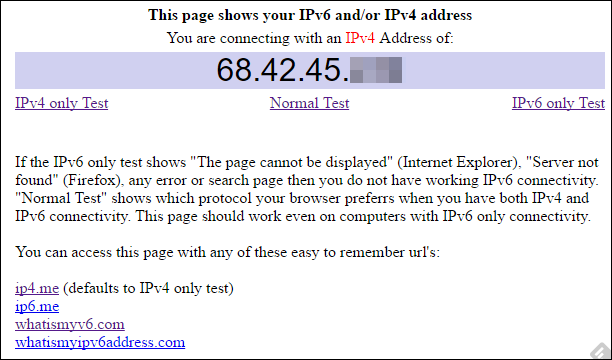 This page shows your IPv6 and/or IPv4 address
You are connecting with an IPv4 Address of:
68.42.45.
IPv4 only Test Normal Test IPv6 only Test
If the IPv6 only test shows "The page cannot be displayed" (Internet Explorer), "Server not
found" (Firefox), any error or search page then you do not have working IPv6 connectivity.
"Normal Test" shows which protocol your browser preferrs when you have both IPv4 and
IPv6 connectivity. This page should work even on computers with IPv6 only connectivity.
You can access this page with any of these easy to remember url's:
ip4.me (defaults to IPv4 only test)
ip6.me
whatismyv6.com
whatismyipv6address.com